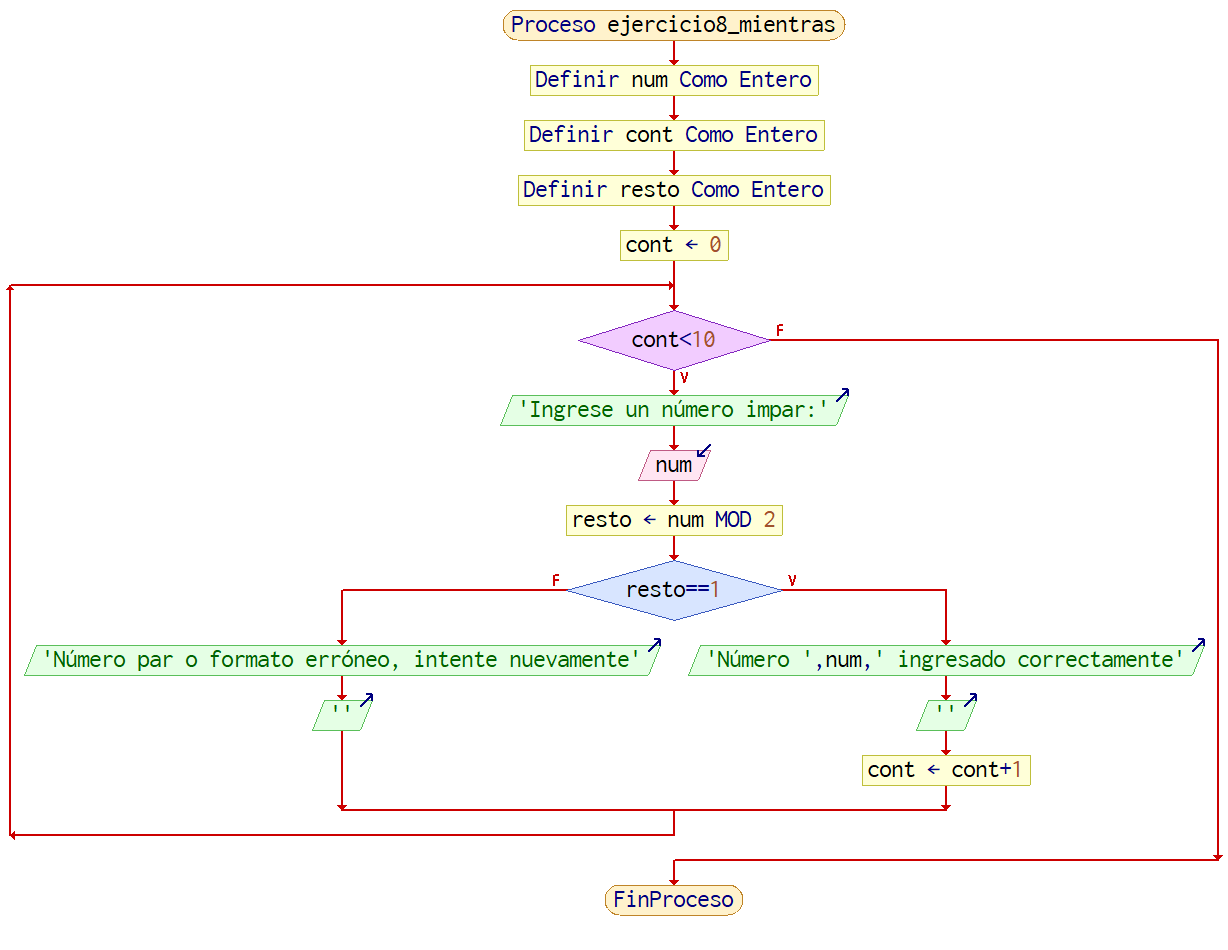 Proceso ejercicio8_mientras
Definir num Como Entero
Definir cont Como Entero
Definir resto Como Entero
cont ← 0
cont<10
F
V
'Ingrese un número impar:'
num
resto ← num MOD 2
F
resto==1
V
'Número par o formato erróneo, intente nuevamente'
'Número ',num,' ingresado correctamente'
''
''
cont ← cont+1
FinProceso